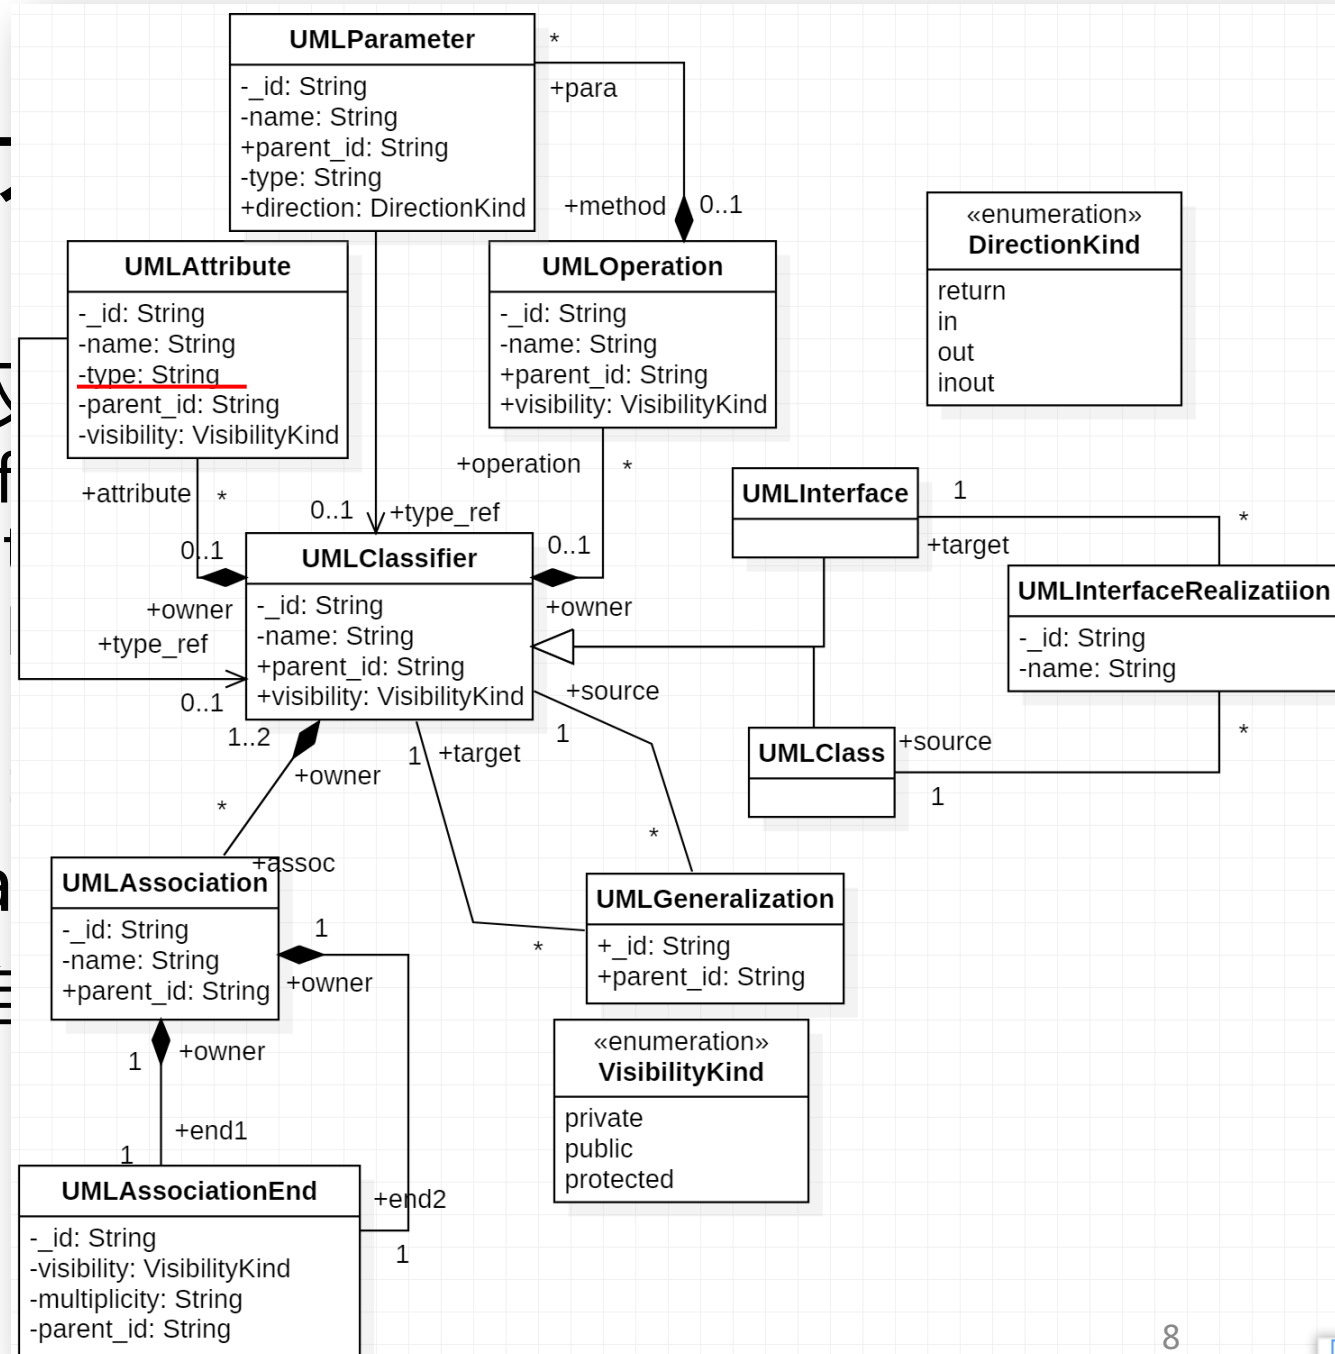 UMLParameter
-_id: String
-name: String
+parent_id: String
-type: String
+direction: DirectionKind
*
+para
+method
0..1
«enumeration»
DirectionKind
return
in
out
inout
UMLAttribute
-_id: String
-name: String
-type: String
-parent_id: String
-visibility: VisibilityKind
UMLOperation
-_id: String
-name: String
+parent_id: String
+visibility: VisibilityKind
+attribute
*
0..1
+owner
+type_ref
0..1
0..1
+type_ref
+operation
*
0..1
+owner
UMLClassifier
-_id: String
-name: String
+parent_id: String
+visibility: VisibilityKind
UMLInterface
1
+target
*
UMLInterfaceRealizatiion
-_id: String
-name: String
*
UMLClass
+source
1
+source
1
*
1
+target
*
1..2
+owner
*
+assoc
UMLAssociation
-_id: String
-name: String
+parent_id: String
1
+owner
UMLGeneralization
+_id: String
+parent_id: String
«enumeration»
VisibilityKind
private
public
protected
1
+owner
+end1
1
+end2
1
UMLAssociationEnd
-_id: String
-visibility: VisibilityKind
-multiplicity: String
-parent_id: String
8